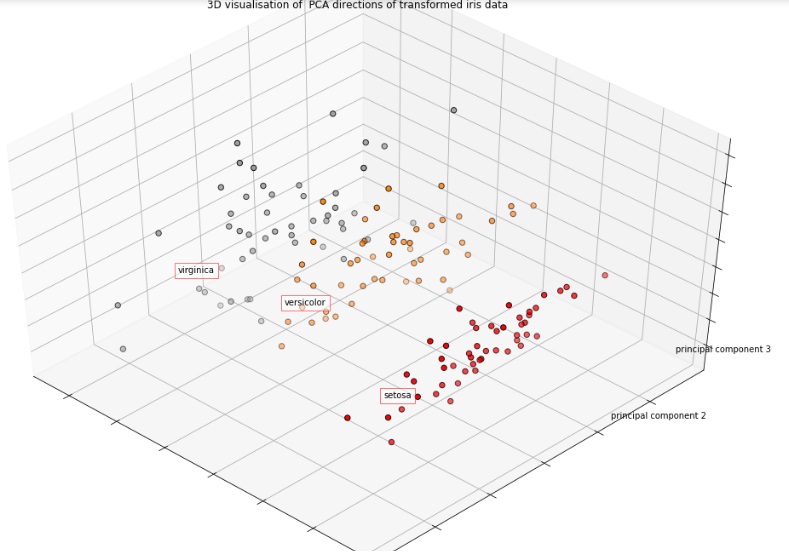 3D visualisation of PCA directions of transformed iris data
virginica
versicolor
principal component 3
setosa
principal component 2